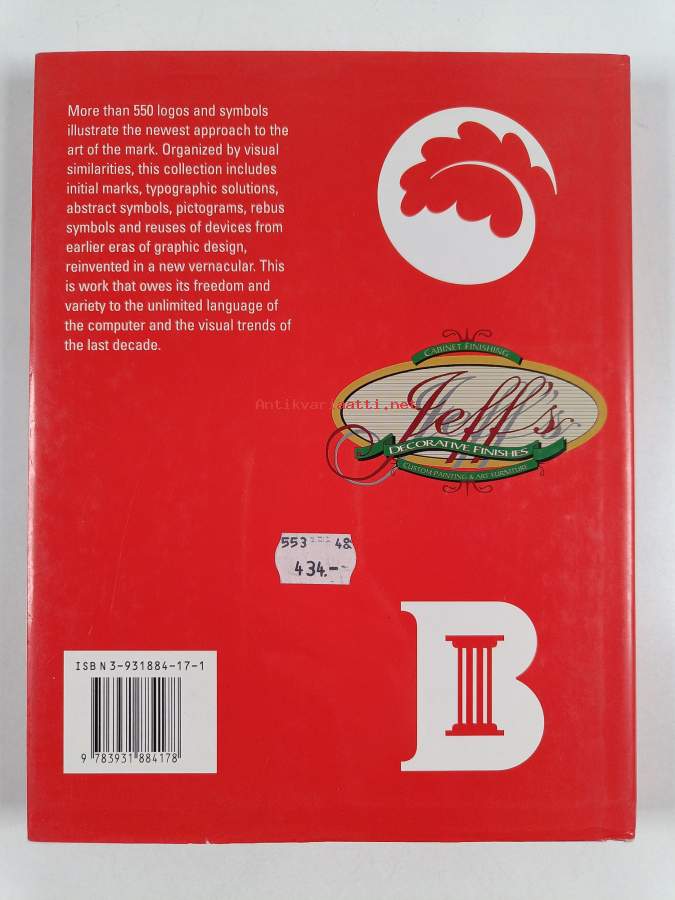 More than 550 logos and symbols
illustrate the newest approach to the
art of the mark. Organized by visual
similarities, this collection includes
initial marks, typographic solutions,
abstract symbols, pictograms, rebus
symbols and reuses of devices from
earlier eras of graphic design,
reinvented in a new vernacular. This
is work that owes its freedom and
variety to the unlimited language of
the computer and the visual trends of
the last decade.
CABINET FINISHING
Jeff's
DECORATIVE FINISHES
CUSTOM PAINTING & ART FURNITURE
Antikvariaatti.net
553 48
434.-
B
ISBN 3-931884-17-1
9 783931 884178